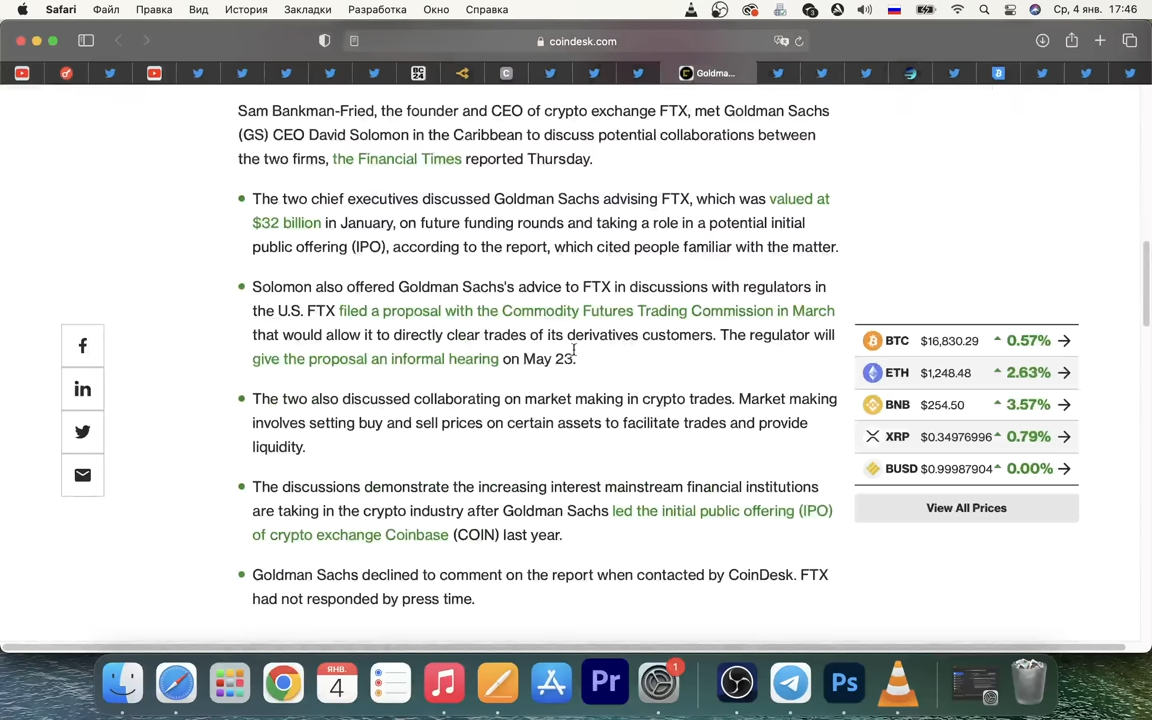 Safari Файл Правка Вид История Закладки Разработка Окно Справка Ср, 4 янв. 17:46
coindesk.com
BC 24 C Goldma...
Sam Bankman-Fried, the founder and CEO of crypto exchange FTX, met Goldman Sachs
(GS) CEO David Solomon in the Caribbean to discuss potential collaborations between
the two firms, the Financial Times reported Thursday.
The two chief executives discussed Goldman Sachs advising FTX, which was valued at
$32 billion in January, on future funding rounds and taking a role in a potential initial
public offering (IPO), according to the report, which cited people familiar with the matter.
Solomon also offered Goldman Sachs's advice to FTX in discussions with regulators in
the U.S. FTX filed a proposal with the Commodity Futures Trading Commission in March
that would allow it to directly clear trades of its derivatives customers. The regulator will
give the proposal an informal hearing on May 23.
The two also discussed collaborating on market making in crypto trades. Market making
involves setting buy and sell prices on certain assets to facilitate trades and provide
liquidity.
The discussions demonstrate the increasing interest mainstream financial institutions
are taking in the crypto industry after Goldman Sachs led the initial public offering (IPO)
of crypto exchange Coinbase (COIN) last year.
Goldman Sachs declined to comment on the report when contacted by CoinDesk. FTX
had not responded by press time.
BTC $16,830.29 0.57%
ETH $1,248.48 2.63%
BNB $254.50 3.57%
XRP $0.34976996 0.79%
BUSD $0.99987904 0.00%
View All Prices
ЯНВ.
4
Pr
1
Ps